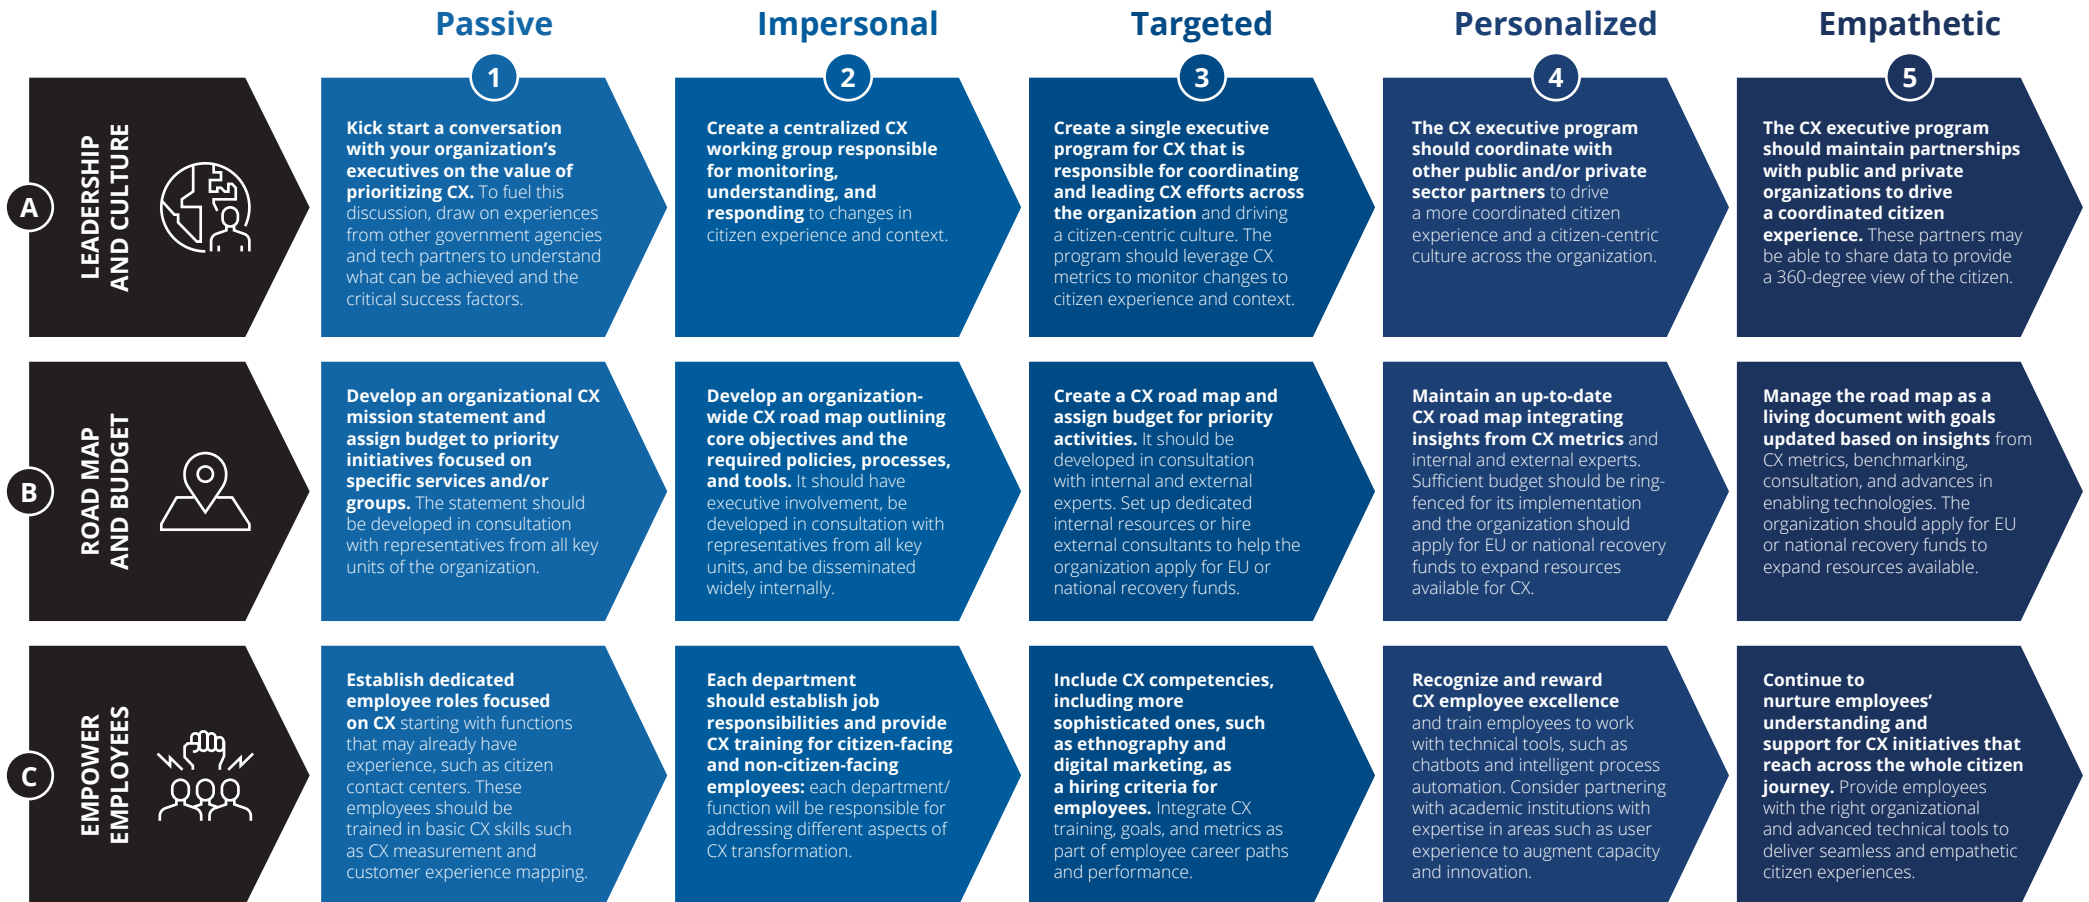 Passive
Impersonal
Targeted
Personalized
Empathetic
1
2
3
4
5
A
LEADERSHIP
AND CULTURE
Kick start a conversation
with your organization's
executives on the value of
prioritizing CX. To fuel this
discussion, draw on experiences
from other government agencies
and tech partners to understand
what can be achieved and the
critical success factors.
Create a centralized CX
working group responsible
for monitoring,
understanding, and
responding to changes in
citizen experience and context.
Create a single executive
program for CX that is
responsible for coordinating
and leading CX efforts across
the organization and driving
a citizen-centric culture. The
program should leverage CX
metrics to monitor changes to
citizen experience and context.
The CX executive program
should coordinate with
other public and/or private
sector partners to drive
a more coordinated citizen
experience and a citizen-centric
culture across the organization.
The CX executive program
should maintain partnerships
with public and private
organizations to drive
a coordinated citizen
experience. These partners may
be able to share data to provide
a 360-degree view of the citizen.
B
ROAD MAP
AND BUDGET
Develop an organizational CX
mission statement and
assign budget to priority
initiatives focused on
specific services and/or
groups. The statement should
be developed in consultation
with representatives from all key
units of the organization.
Develop an organization-
wide CX road map outlining
core objectives and the
required policies, processes,
and tools. It should have
executive involvement, be
developed in consultation with
representatives from all key
units, and be disseminated
widely internally.
Create a CX road map and
assign budget for priority
activities. It should be
developed in consultation
with internal and external
experts. Set up dedicated
internal resources or hire
external consultants to help the
organization apply for EU or
national recovery funds.
Maintain an up-to-date
CX road map integrating
insights from CX metrics and
internal and external experts.
Sufficient budget should be ring-
fenced for its implementation
and the organization should
apply for EU or national recovery
funds to expand resources
available for CX.
Manage the road map as a
living document with goals
updated based on insights from
CX metrics, benchmarking,
consultation, and advances in
enabling technologies. The
organization should apply for EU
or national recovery funds to
expand resources available.
C
EMPOWER
EMPLOYEES
Establish dedicated
employee roles focused
on CX starting with functions
that may already have
experience, such as citizen
contact centers. These
employees should be
trained in basic CX skills such
as CX measurement and
customer experience mapping.
Each department
should establish job
responsibilities and provide
CX training for citizen-facing
and non-citizen-facing
employees: each department/
function will be responsible for
addressing different aspects of
CX transformation.
Include CX competencies,
including more
sophisticated ones, such
as ethnography and
digital marketing, as
a hiring criteria for
employees. Integrate CX
training, goals, and metrics as
part of employee career paths
and performance.
Recognize and reward
CX employee excellence
and train employees to work
with technical tools, such as
chatbots and intelligent process
automation. Consider partnering
with academic institutions with
expertise in areas such as user
experience to augment capacity
and innovation.
Continue to
nurture employees'
understanding and
support for CX initiatives that
reach across the whole citizen
journey. Provide employees
with the right organizational
and advanced technical tools to
deliver seamless and empathetic
citizen experiences.